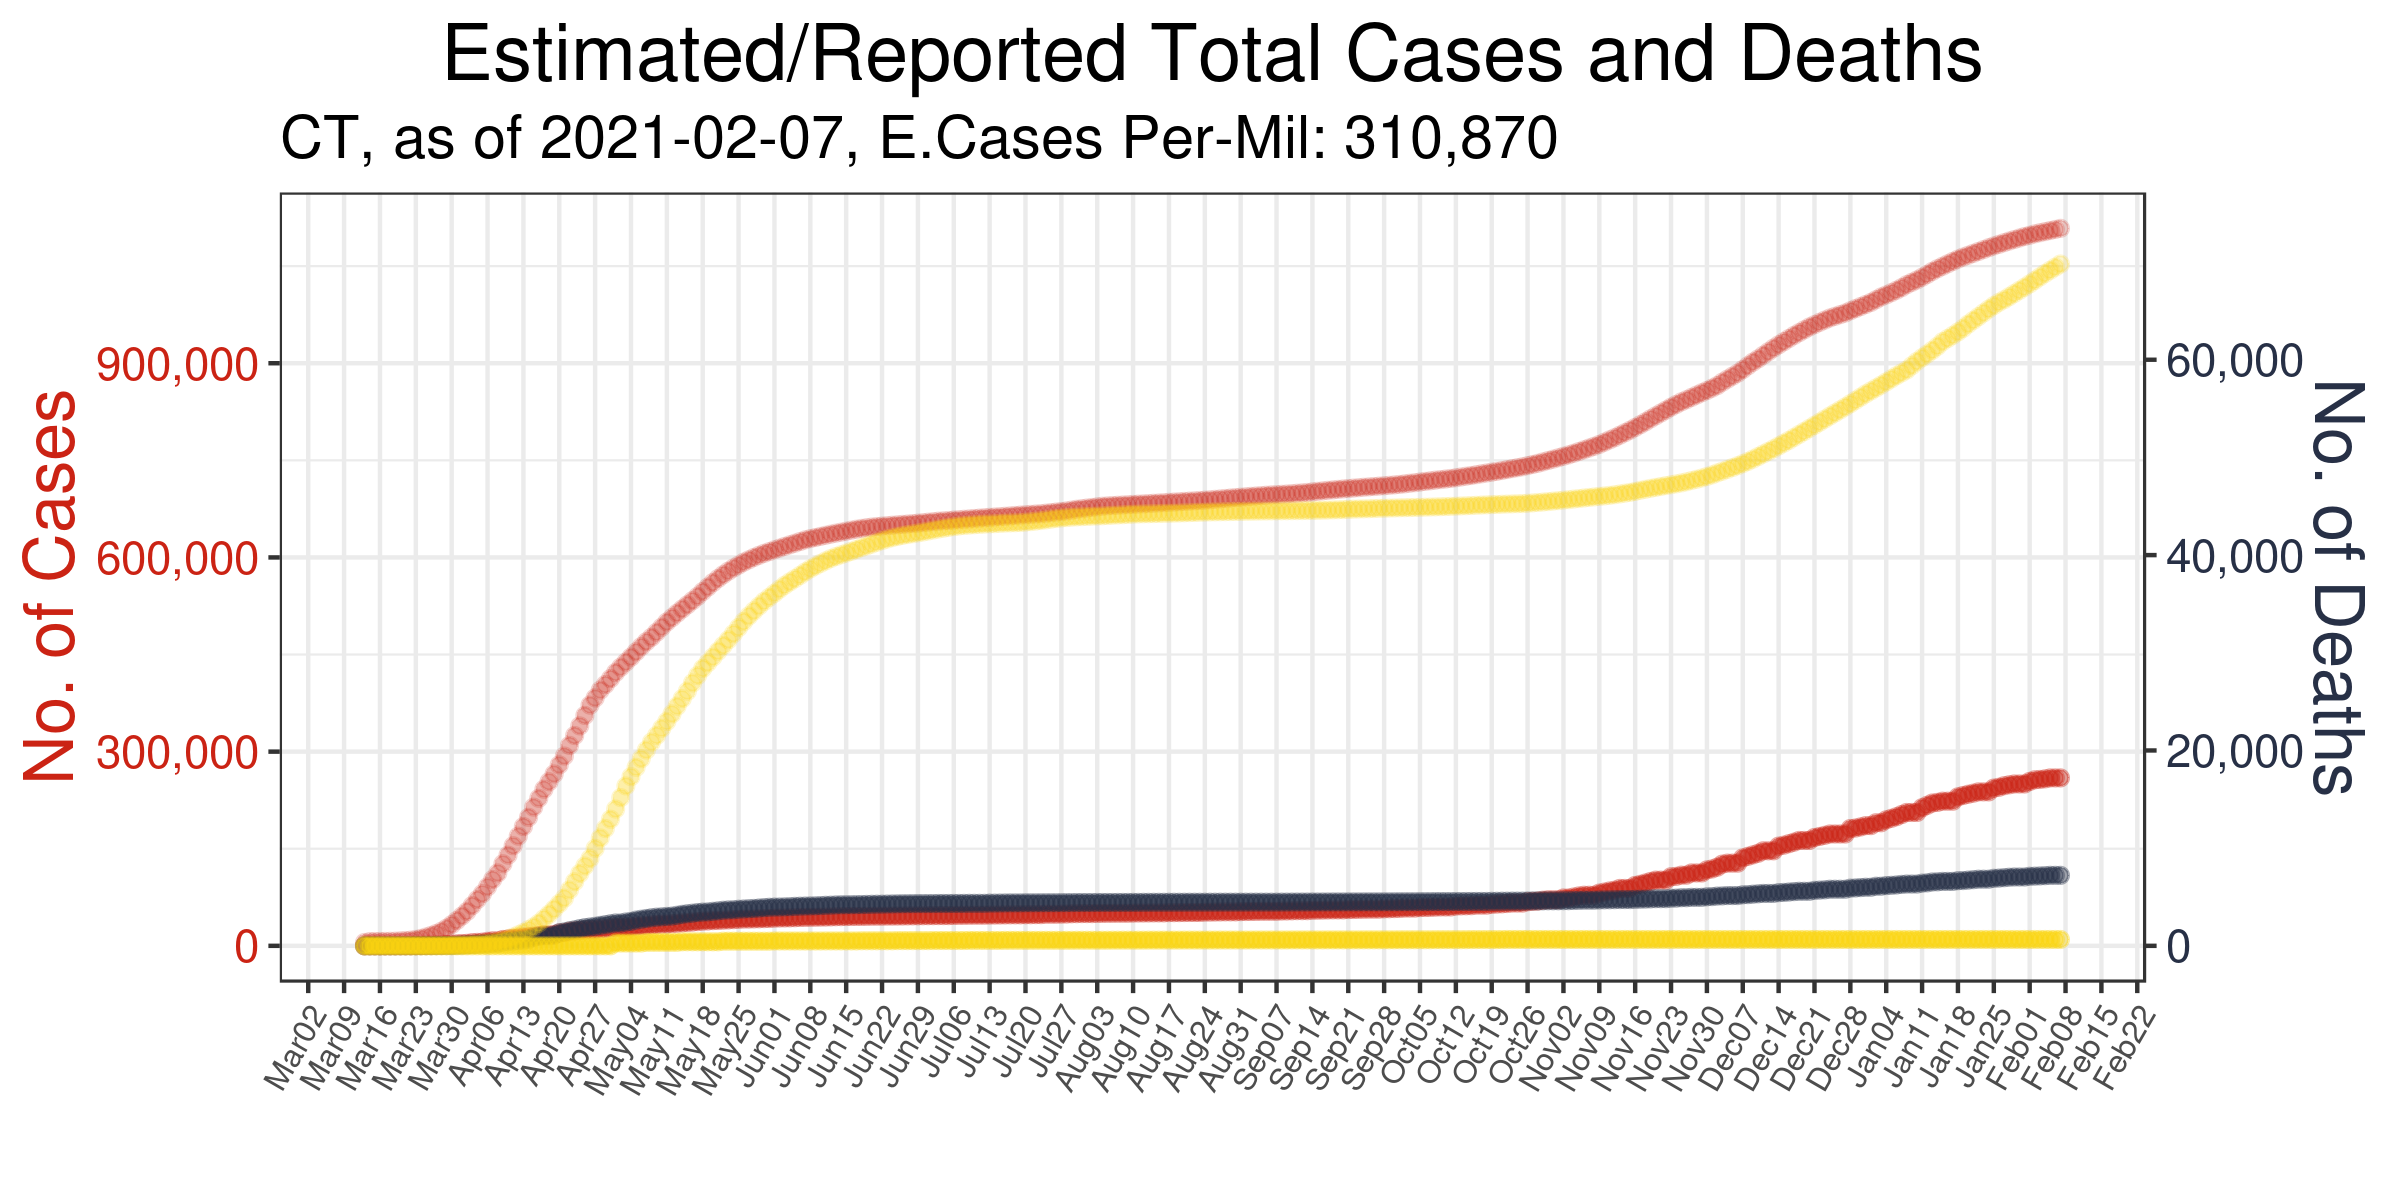 Estimated/Reported Total Cases and Deaths
CT, as of 2021-02-07, E.Cases Per-Mil: 310,870
No. of Cases
900,000
600,000
300,000
0
60,000
40,000
20,000
0
No. of Deaths
Mar02
Mar09
Mar16
Mar23
Mar30
Apr06
Apr13
Apr20
Apr27
May04
May11
May18
May25
Jun01
Jun08
Jun15
Jun22
Jun29
Jul06
Jul13
Jul20
Jul27
Aug03
Aug10
Aug17
Aug24
Aug31
Sep07
Sep14
Sep21
Sep28
Oct05
Oct12
Oct19
Oct26
Nov02
Nov09
Nov16
Nov23
Nov30
Dec07
Dec14
Dec21
Dec28
Jan04
Jan11
Jan18
Jan25
Feb01
Feb08
Feb15
Feb22